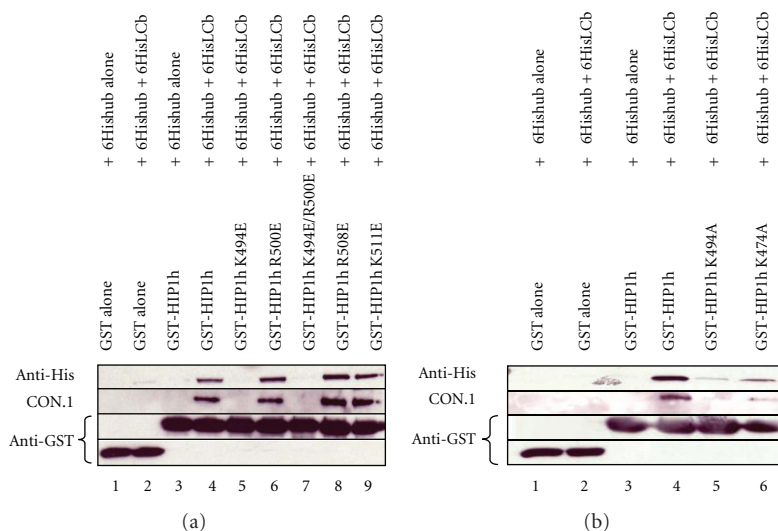 + 6Hishub alone
+ 6Hishub + 6HisLCb
+ 6Hishub alone
+ 6Hishub + 6HisLCb
+ 6Hishub + 6HisLCb
+ 6Hishub + 6HisLCb
+ 6Hishub + 6HisLCb
+ 6Hishub + 6HisLCb
+ 6Hishub + 6HisLCb
GST alone
GST alone
GST-HIP1h
GST-HIP1h
GST-HIP1h K494E
GST-HIP1h R500E
GST-HIP1h K494E/R500E
GST-HIP1h R508E
GST-HIP1h K511E
Anti-His
CON.1
Anti-GST
1 2 3 4 5 6 7 8 9
(a)
+ 6Hishub alone
+ 6Hishub + 6HisLCb
+ 6Hishub alone
+ 6Hishub + 6HisLCb
+ 6Hishub + 6HisLCb
+ 6Hishub + 6HisLCb
GST alone
GST alone
GST-HIP1h
GST-HIP1h
GST-HIP1h K494A
GST-HIP1h K474A
Anti-His
CON.1
Anti-GST
1 2 3 4 5 6
(b)